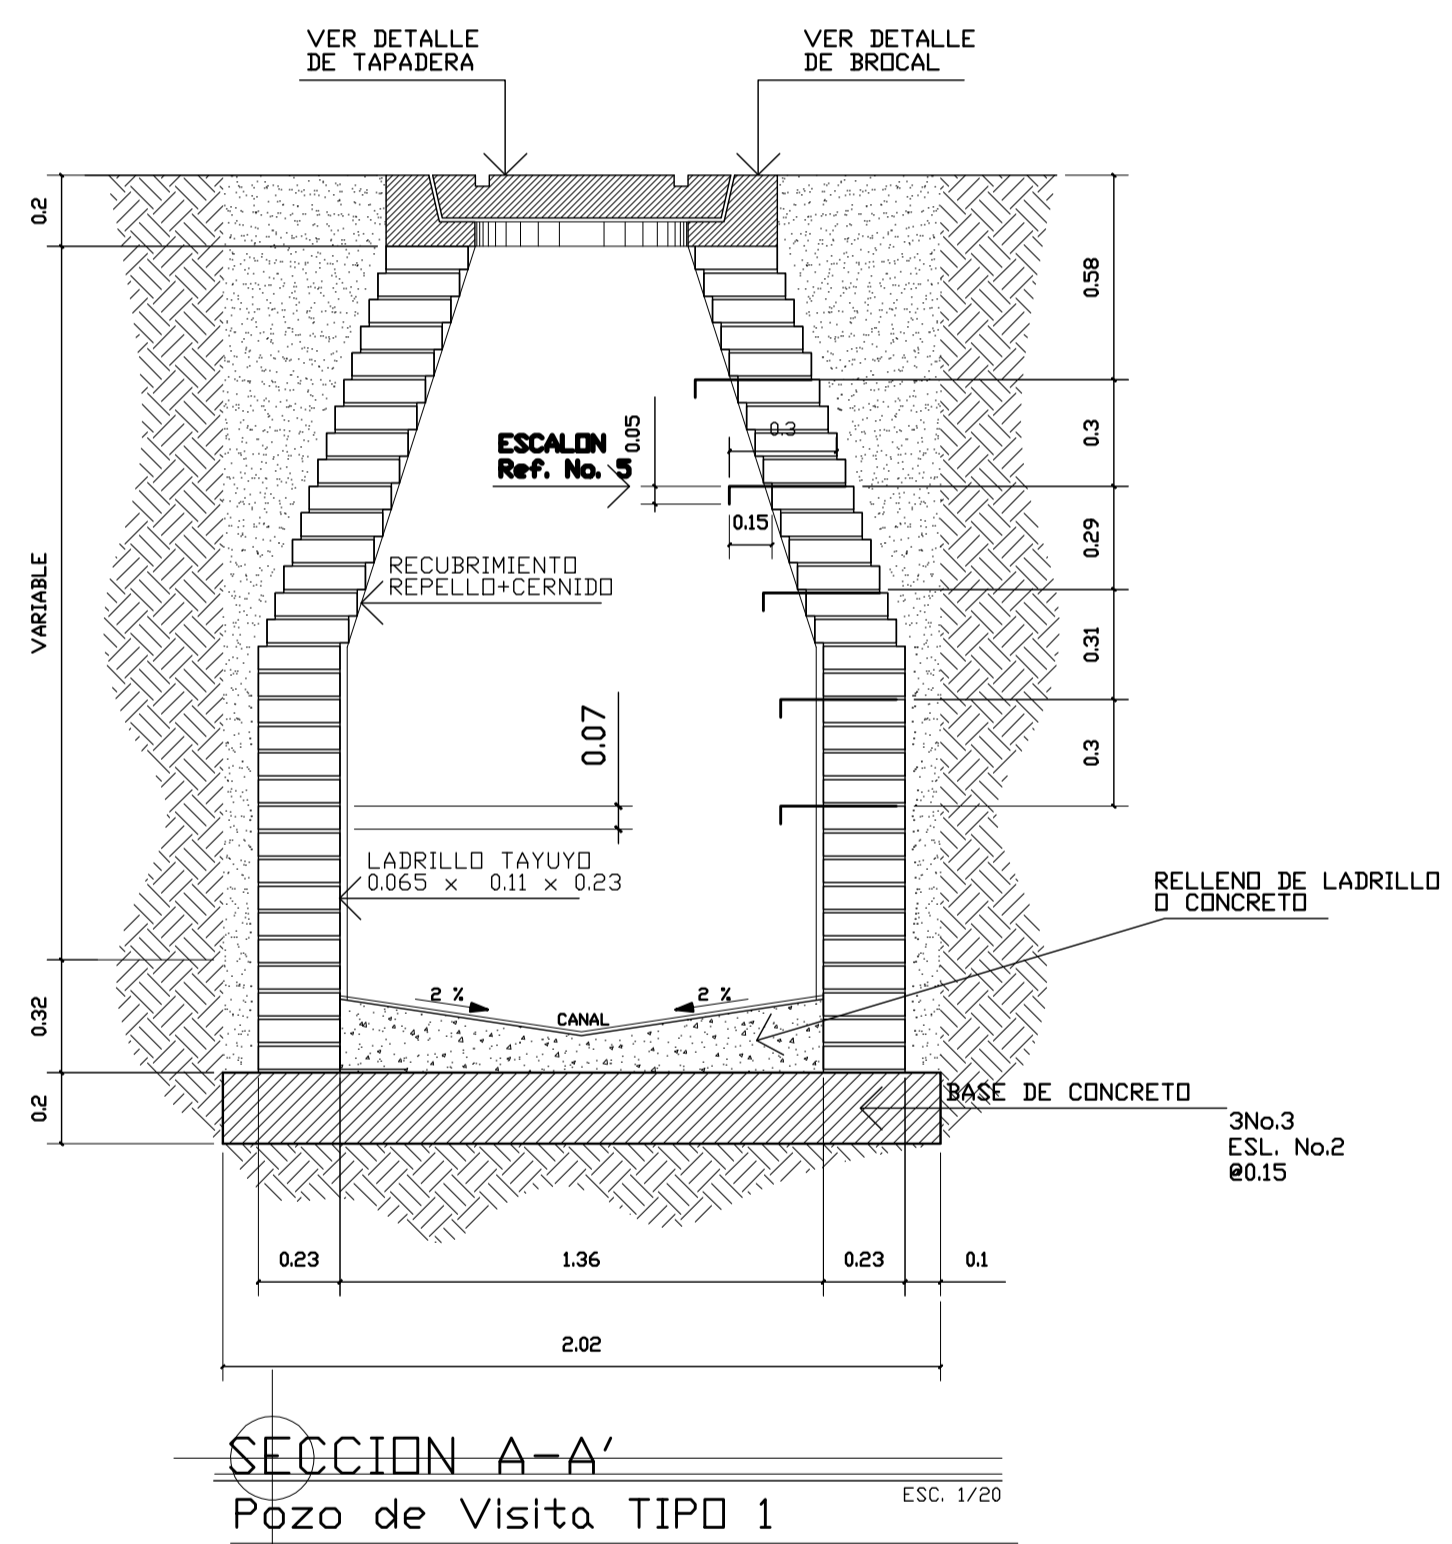 VER DETALLE
DE TAPADERA
VER DETALLE
DE BROCAL
0.2
0.58
0.3
0.05
0.3
ESCALON
Ref. No. 5
0.15
0.29
RECUBRIMIENTO
REPELLO+CERNIDO
VARIABLE
0.31
0.07
0.3
LADRILLO TAYUYO
0.065 x 0.11 x 0.23
RELLENO DE LADRILLO
O CONCRETO
2 %
2 %
CANAL
0.32
0.2
BASE DE CONCRETO
3No.3
ESL. No.2
@0.15
0.23
1.36
0.23
0.1
2.02
SECCION A-A'
ESC. 1/20
Pozo de Visita TIPO 1